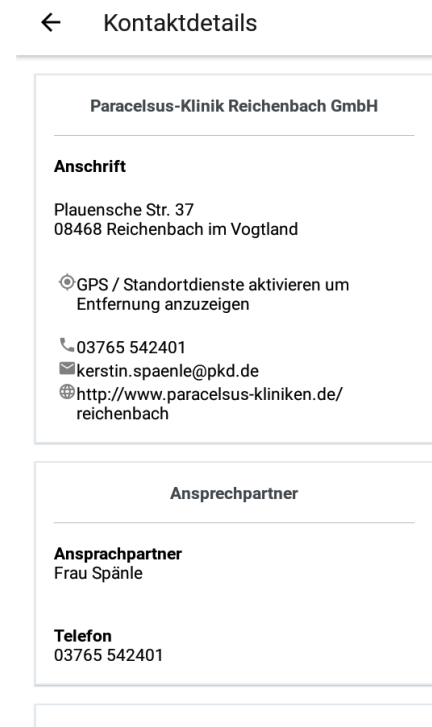 Kontaktdetails
Paracelsus-Klinik Reichenbach GmbH
Anschrift
Plauensche Str. 37
08468 Reichenbach im Vogtland
GPS / Standortdienste aktivieren um
Entfernung anzuzeigen
03765 542401
kerstin.spaenle@pkd.de
http://www.paracelsus-kliniken.de/
reichenbach
Ansprechpartner
Ansprachpartner
Frau Spänle
Telefon
03765 542401